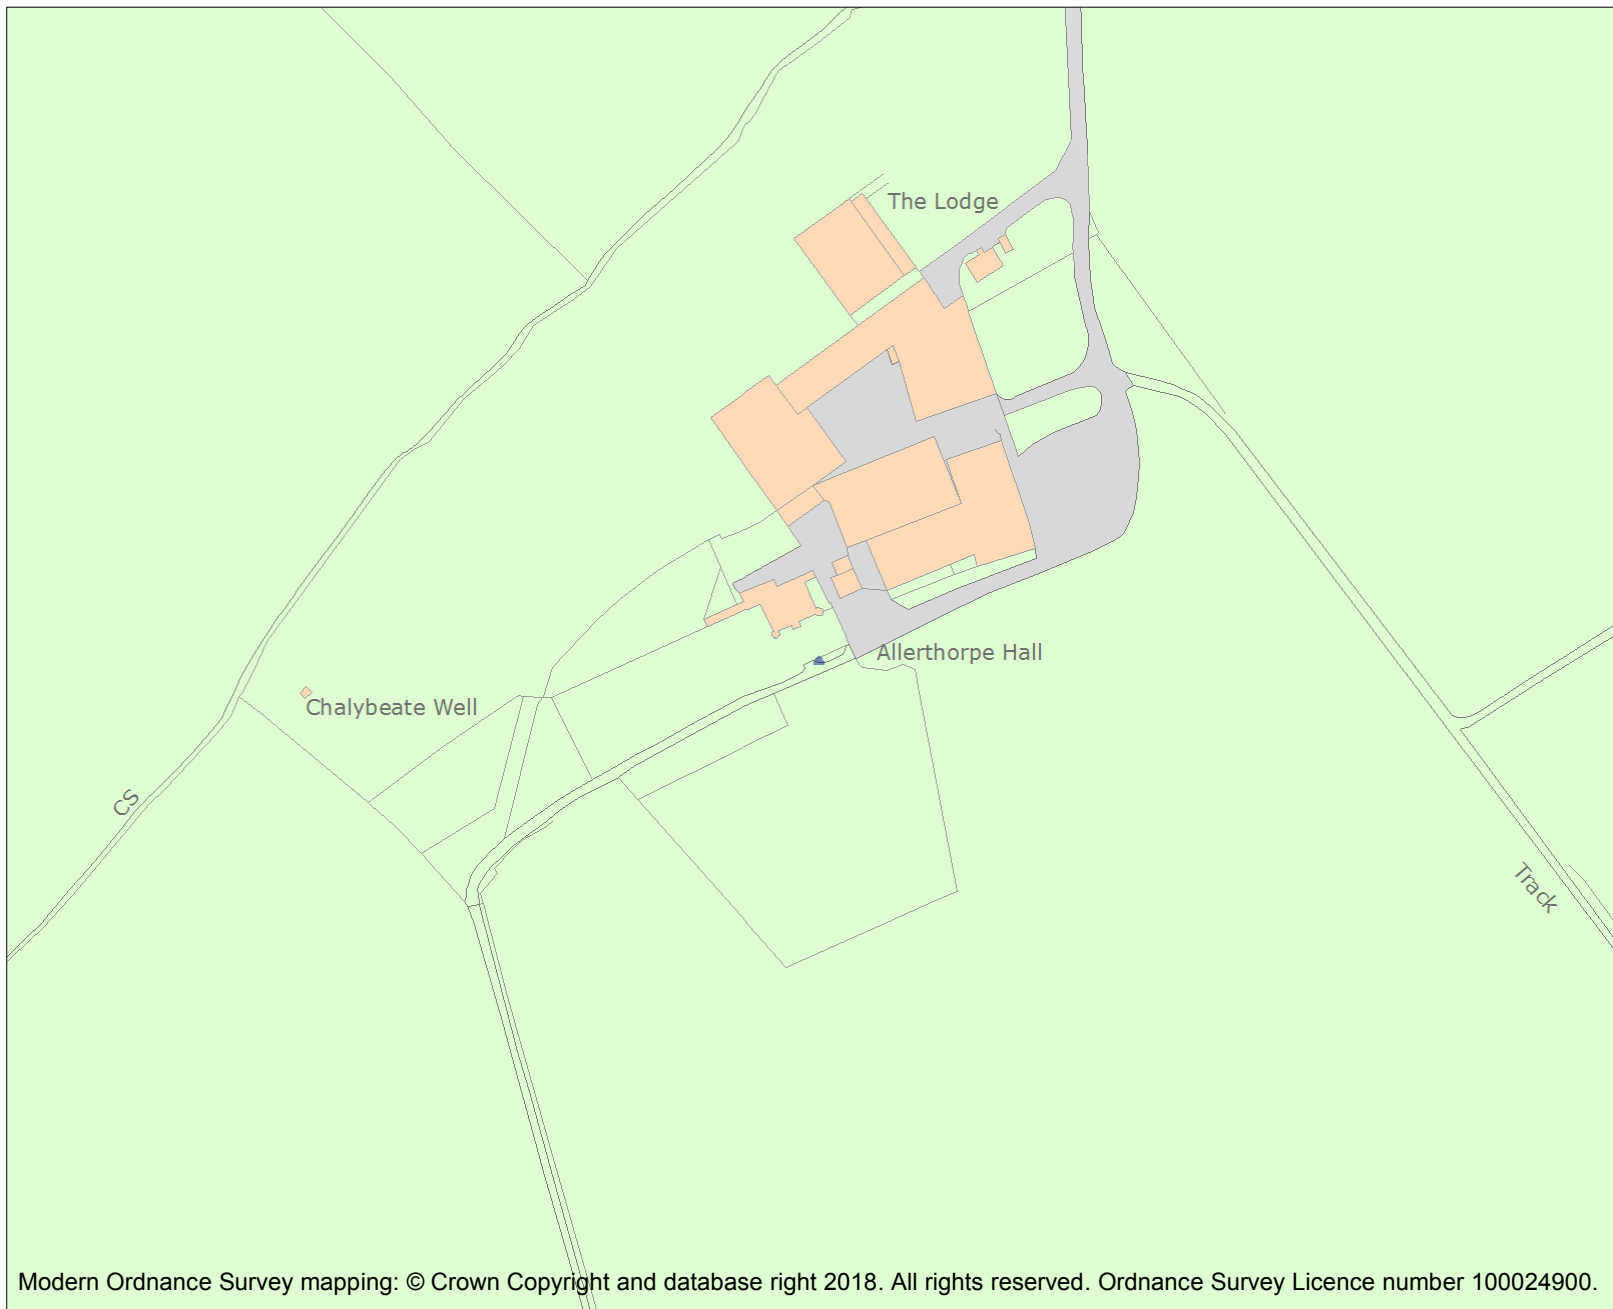 The Lodge
Allerthorpe Hall
Chalybeate Well
CS
Track
Modern Ordnance Survey mapping: © Crown Copyright and database right 2018. All rights reserved. Ordnance Survey Licence number 100024900.